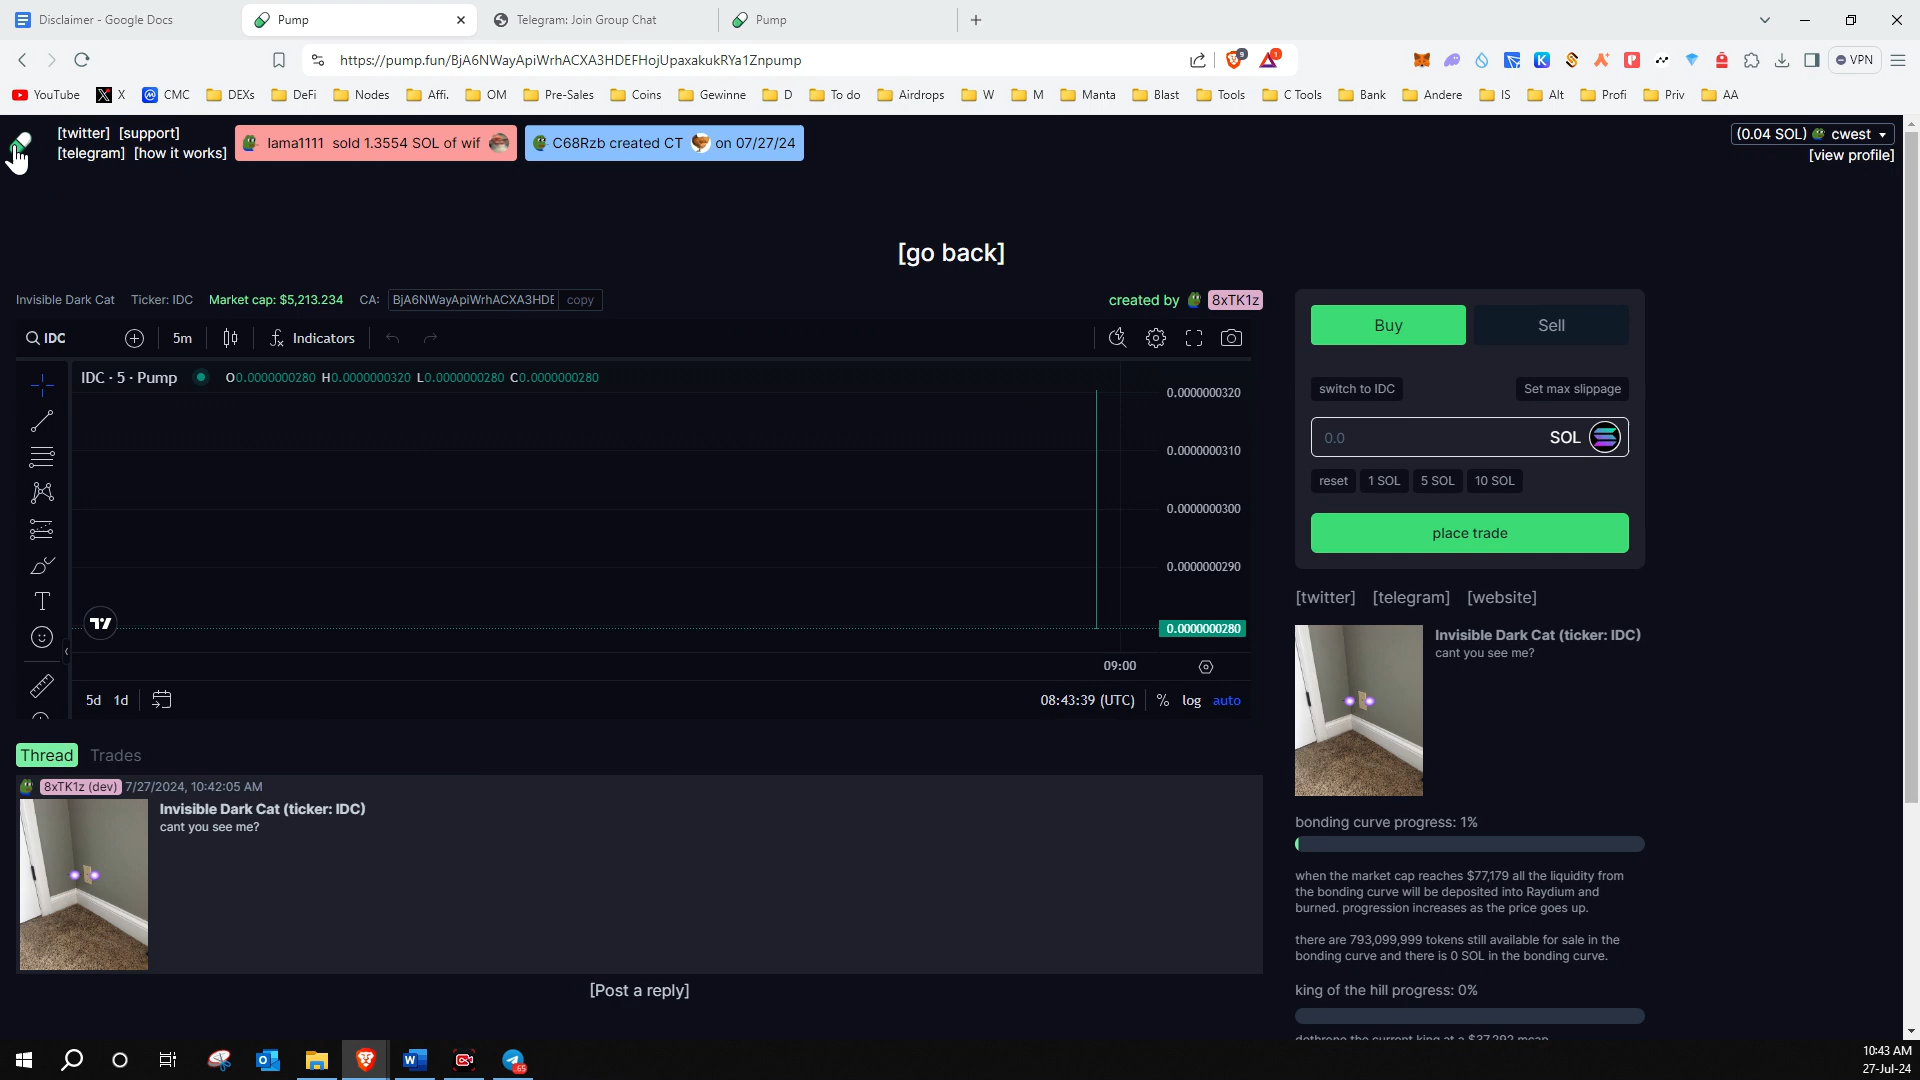 Disclaimer - Google Docs
Pump
Telegram: Join Group Chat
Pump
https://pump.fun/BjA6NWayApiWrhACXA3HDEFHojUpaxakukRYa1Znpump
9
1
VPN
YouTube
X
CMC
DEXs
DeFi
Nodes
Affi.
OM
Pre-Sales
Coins
Gewinne
D
To do
Airdrops
W
M
Manta
Blast
Tools
C Tools
Bank
Andere
IS
Alt
Profi
Priv
AA
[twitter] [support]
[telegram] [how it works]
lama1111 sold 1.3554 SOL of wif
C68Rzb created CT on 07/27/24
(0.04 SOL) cwest
[view profile]
[go back]
Invisible Dark Cat Ticker: IDC Market cap: $5,213.234 CA: BjA6NWayApiWrhACXA3HDE copy
created by 8xTK1z
IDC 5m Indicators
IDC · 5 · Pump O0.0000000280 H0.0000000320 L0.0000000280 C0.0000000280
0.0000000320
0.0000000310
0.0000000300
0.0000000290
0.0000000280
09:00
5d 1d
08:43:39 (UTC) % log auto
Buy Sell
switch to IDC Set max slippage
0.0 SOL
reset 1 SOL 5 SOL 10 SOL
place trade
[twitter] [telegram] [website]
Invisible Dark Cat (ticker: IDC)
cant you see me?
bonding curve progress: 1%
when the market cap reaches $77,179 all the liquidity from
the bonding curve will be deposited into Raydium and
burned. progression increases as the price goes up.
there are 793,099,999 tokens still available for sale in the
bonding curve and there is 0 SOL in the bonding curve.
king of the hill progress: 0%
dethrone the current king at a $37,292 mcap
Thread Trades
8xTK1z (dev) 7/27/2024, 10:42:05 AM
Invisible Dark Cat (ticker: IDC)
cant you see me?
[Post a reply]
65
10:43 AM
27-Jul-24